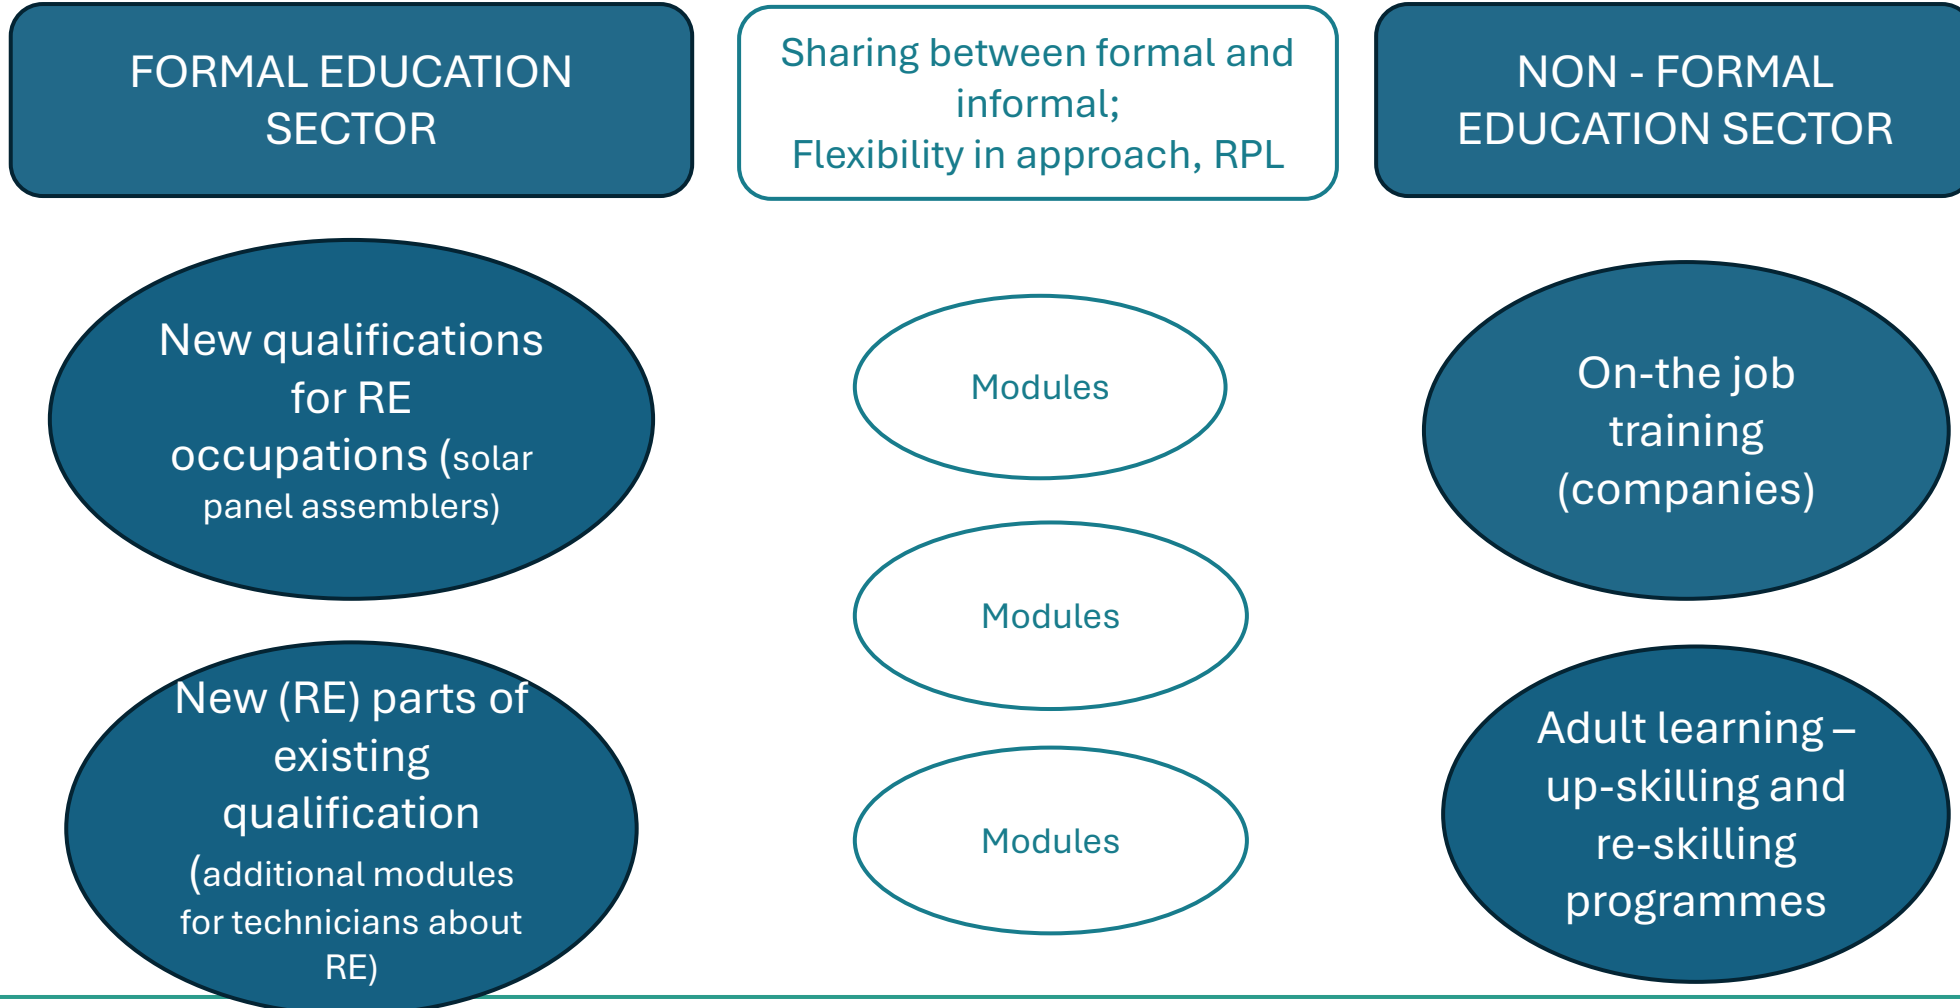 FORMAL EDUCATION
SECTOR
Sharing between formal and
informal;
Flexibility in approach, RPL
NON - FORMAL
EDUCATION SECTOR
New qualifications
for RE
occupations (solar
panel assemblers)
New (RE) parts of
existing
qualification
(additional modules
for technicians about
RE)
Modules
Modules
Modules
On-the job
training
(companies)
Adult learning –
up-skilling and
re-skilling
programmes